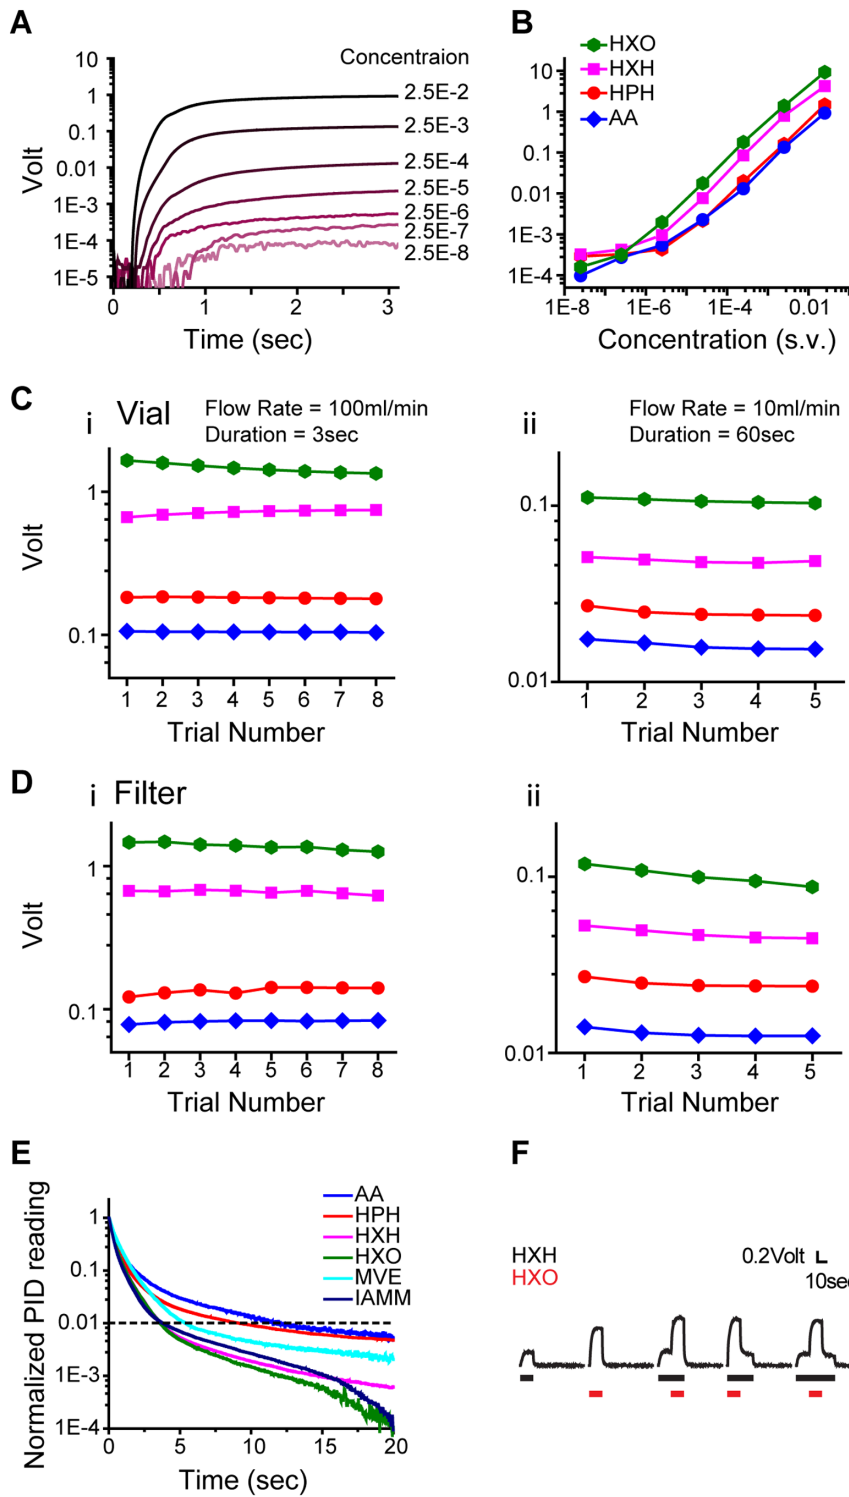 A
Concentraion
10
1
0.1
0.01
1E-3
1E-4
1E-5
Volt
2.5E-2
2.5E-3
2.5E-4
2.5E-5
2.5E-6
2.5E-7
2.5E-8
0 1 2 3
Time (sec)
B
HXO
HXH
HPH
AA
10
1
0.1
0.01
1E-3
1E-4
1E-8 1E-6 1E-4 0.01
Concentration (s.v.)
C
i Vial
Flow Rate = 100ml/min
Duration = 3sec
1
0.1
Volt
1 2 3 4 5 6 7 8
Trial Number
ii
Flow Rate = 10ml/min
Duration = 60sec
0.1
0.01
1 2 3 4 5
Trial Number
D
i Filter
1
0.1
Volt
1 2 3 4 5 6 7 8
Trial Number
ii
0.1
0.01
1 2 3 4 5
Trial Number
E
AA
HPH
HXH
HXO
MVE
IAMM
1
0.1
0.01
1E-3
1E-4
Normalized PID reading
0 5 10 15 20
Time (sec)
F
HXH
HXO
0.2Volt
10sec